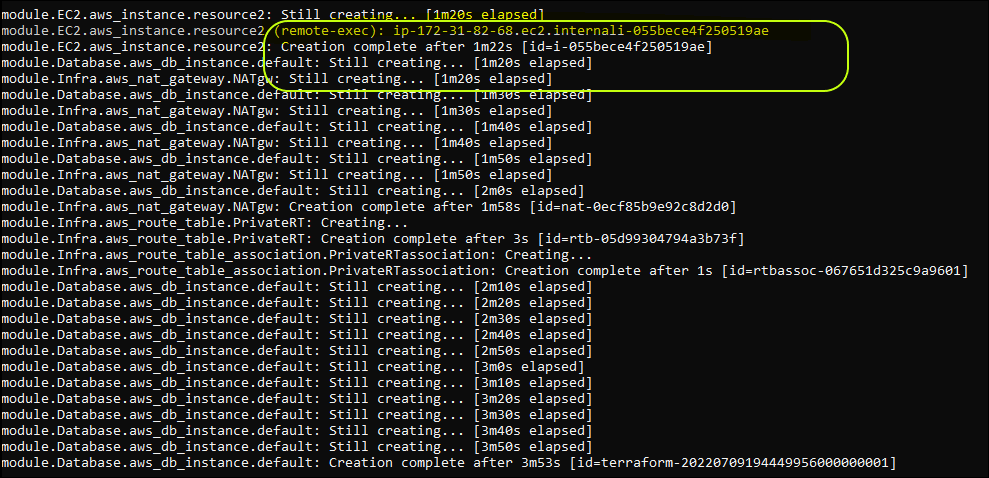 module.EC2.aws_instance.resource2: Still creating... [1m20s elapsed]
module.EC2.aws_instance.resource2 (remote-exec): ip-172-31-82-68.ec2.internali-055bece4f250519ae
module.EC2.aws_instance.resource2: Creation complete after 1m22s [id=i-055bece4f250519ae]
module.Database.aws_db_instance.default: Still creating... [1m20s elapsed]
module.Infra.aws_nat_gateway.NATgw: Still creating... [1m20s elapsed]
module.Database.aws_db_instance.default: Still creating... [1m30s elapsed]
module.Infra.aws_nat_gateway.NATgw: Still creating... [1m30s elapsed]
module.Database.aws_db_instance.default: Still creating... [1m40s elapsed]
module.Infra.aws_nat_gateway.NATgw: Still creating... [1m40s elapsed]
module.Database.aws_db_instance.default: Still creating... [1m50s elapsed]
module.Infra.aws_nat_gateway.NATgw: Still creating... [1m50s elapsed]
module.Database.aws_db_instance.default: Still creating... [2m0s elapsed]
module.Infra.aws_nat_gateway.NATgw: Creation complete after 1m58s [id=nat-0ecf85b9e92c8d2d0]
module.Infra.aws_route_table.PrivateRT: Creating...
module.Infra.aws_route_table.PrivateRT: Creation complete after 3s [id=rtb-05d99304794a3b73f]
module.Infra.aws_route_table_association.PrivateRTassociation: Creating...
module.Infra.aws_route_table_association.PrivateRTassociation: Creation complete after 1s [id=rtbassoc-067651d325c9a9601]
module.Database.aws_db_instance.default: Still creating... [2m10s elapsed]
module.Database.aws_db_instance.default: Still creating... [2m20s elapsed]
module.Database.aws_db_instance.default: Still creating... [2m30s elapsed]
module.Database.aws_db_instance.default: Still creating... [2m40s elapsed]
module.Database.aws_db_instance.default: Still creating... [2m50s elapsed]
module.Database.aws_db_instance.default: Still creating... [3m0s elapsed]
module.Database.aws_db_instance.default: Still creating... [3m10s elapsed]
module.Database.aws_db_instance.default: Still creating... [3m20s elapsed]
module.Database.aws_db_instance.default: Still creating... [3m30s elapsed]
module.Database.aws_db_instance.default: Still creating... [3m40s elapsed]
module.Database.aws_db_instance.default: Still creating... [3m50s elapsed]
module.Database.aws_db_instance.default: Creation complete after 3m53s [id=terraform-20220709194449956000000001]